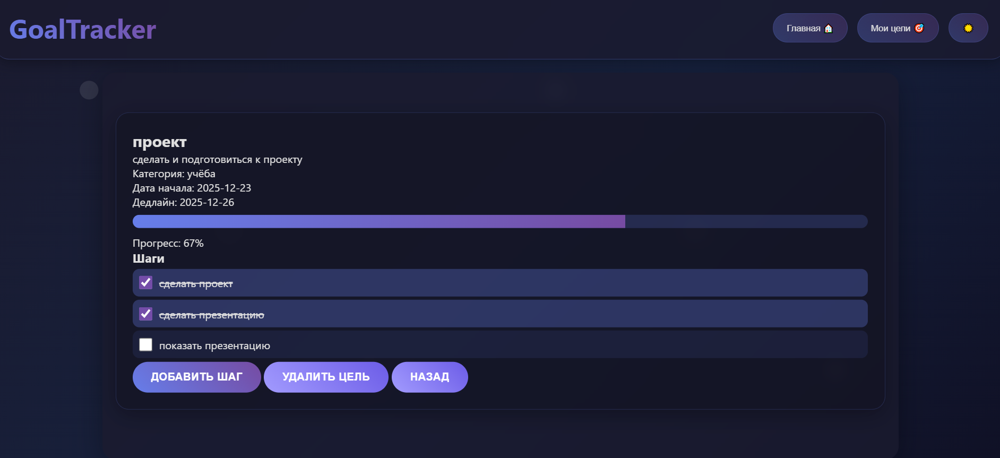 GoalTracker
Главная 🏠 Мои цели 🎯
проект
сделать и подготовиться к проекту
Категория: учёба
Дата начала: 2025-12-23
Дедлайн: 2025-12-26
Прогресс: 67%
Шаги
сделать проект
сделать презентацию
показать презентацию
ДОБАВИТЬ ШАГ УДАЛИТЬ ЦЕЛЬ НАЗАД